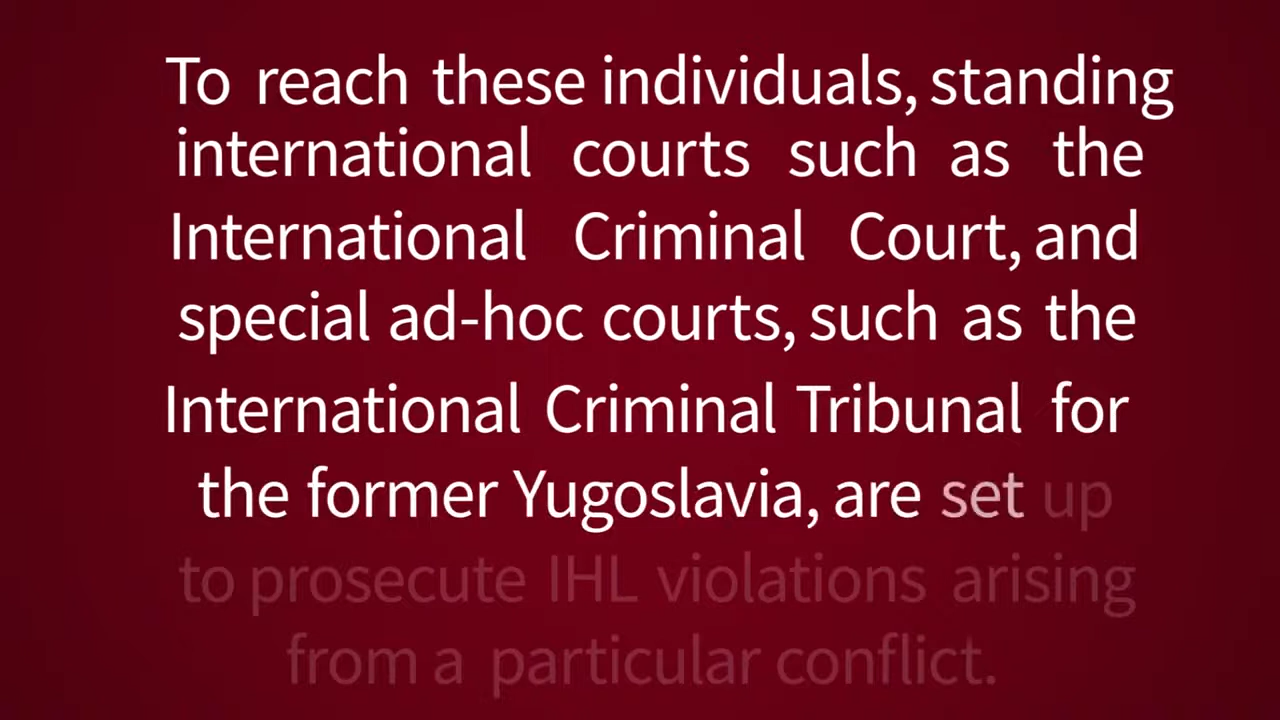 To reach these individuals, standing
international courts such as the
International Criminal Court, and
special ad-hoc courts, such as the
International Criminal Tribunal for
the former Yugoslavia, are set up
to prosecute IHL violations arising
from a particular conflict.